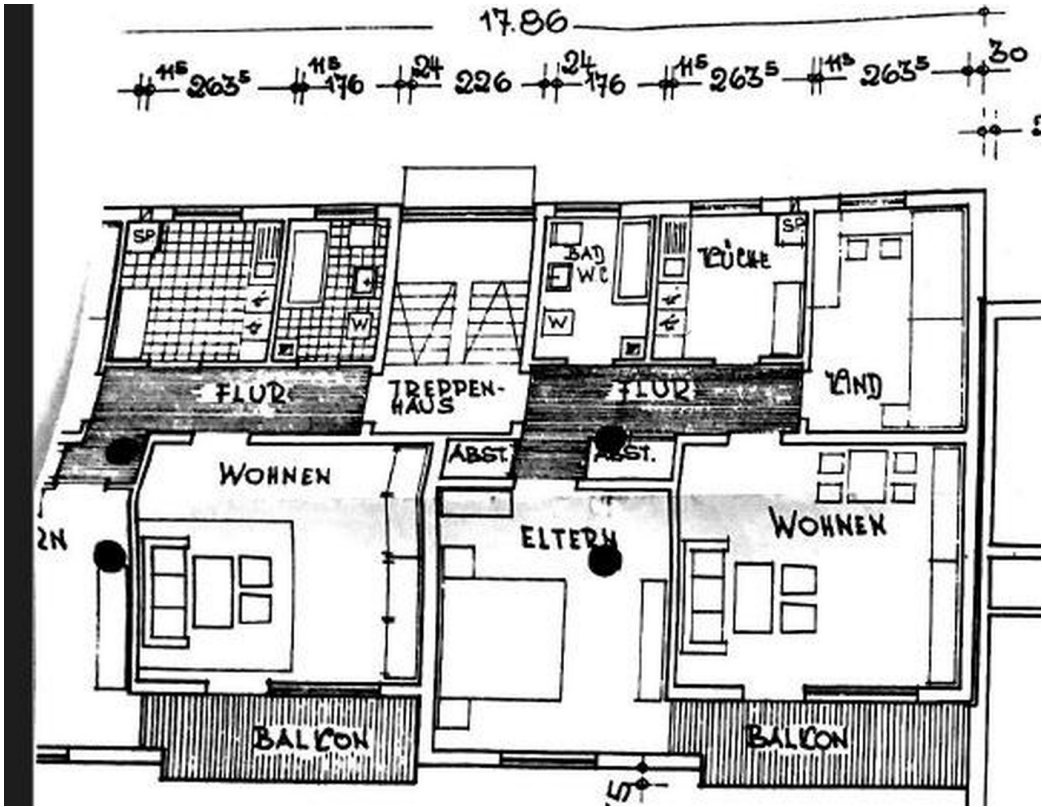 17.86
11⁵ 263⁵ 11⁵ 176 24 226 24 176 11⁵ 263⁵ 11⁵ 263⁵ 30
SP.
W
BAD
WC
W
KÜCHE
SP.
KIND
FLUR
TREPPEN-
HAUS
FLUR
WOHNEN
ABST.
ABST.
ELTERN
WOHNEN
BALKON
BALKON